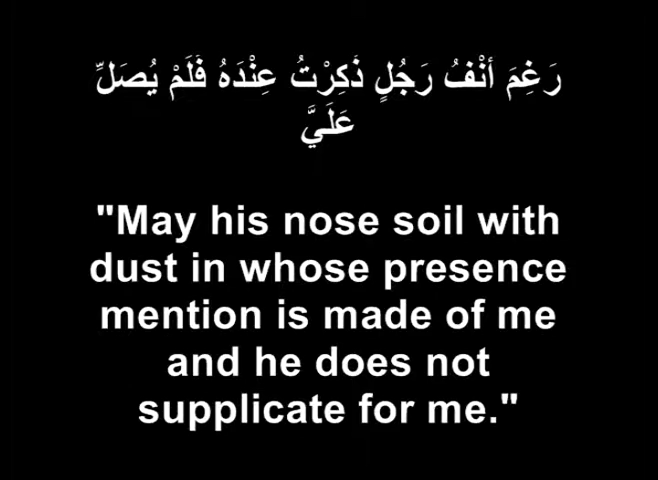 رَغِمَ أنْفُ رَجُلٍ ذَكِرْتُ عِنْدَهُ فَلَمْ يُصَلِّ
عَلَيَّ
"May his nose soil with
dust in whose presence
mention is made of me
and he does not
supplicate for me."